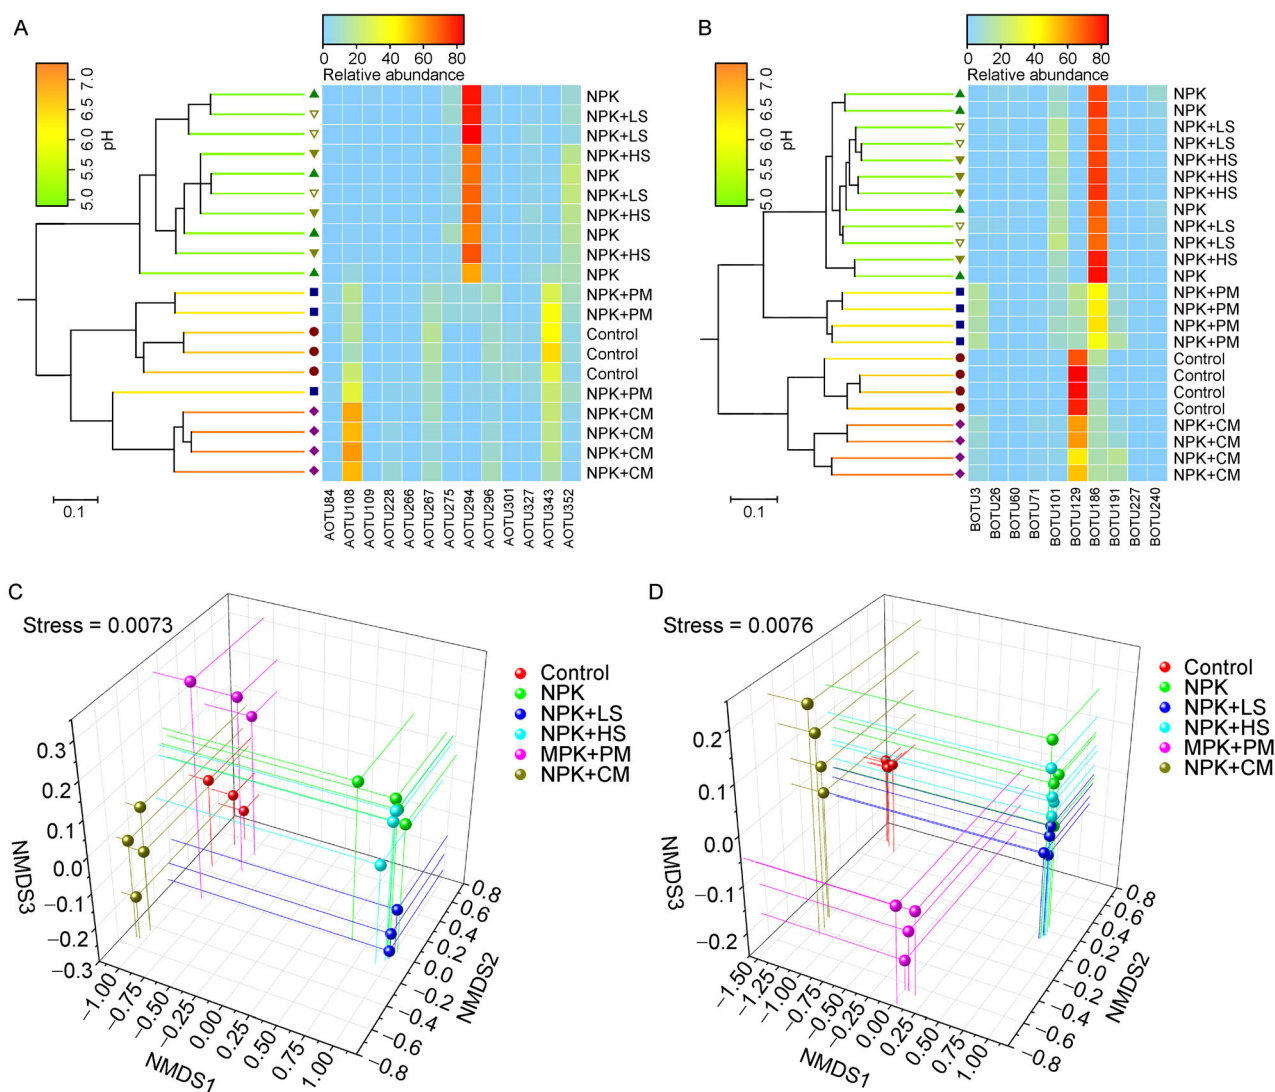 A
0 20 40 60 80
Relative abundance
7.0
6.5
6.0
5.5
5.0
pH
NPK
NPK+LS
NPK+LS
NPK+HS
NPK
NPK+LS
NPK+HS
NPK
NPK+HS
NPK
NPK+PM
NPK+PM
Control
Control
Control
NPK+PM
NPK+CM
NPK+CM
NPK+CM
NPK+CM
0.1
AOTU84
AOTU108
AOTU109
AOTU228
AOTU266
AOTU267
AOTU275
AOTU294
AOTU296
AOTU301
AOTU327
AOTU343
AOTU352
B
0 20 40 60 80
Relative abundance
7.0
6.5
6.0
5.5
5.0
pH
NPK
NPK
NPK+LS
NPK+LS
NPK+HS
NPK+HS
NPK+HS
NPK
NPK+LS
NPK+LS
NPK+HS
NPK
NPK+PM
NPK+PM
NPK+PM
NPK+PM
Control
Control
Control
Control
NPK+CM
NPK+CM
NPK+CM
NPK+CM
0.1
BOTU3
BOTU26
BOTU60
BOTU71
BOTU101
BOTU129
BOTU186
BOTU191
BOTU227
BOTU240
C
Stress = 0.0073
Control
NPK
NPK+LS
NPK+HS
MPK+PM
NPK+CM
0.3
0.2
0.1
0.0
−0.1
−0.2
−0.3
NMDS3
−1.00
−0.75
−0.50
−0.25
0.00
0.25
0.50
0.75
1.00
NMDS1
0.8
0.6
0.4
0.2
0.0
−0.2
−0.4
−0.6
−0.8
NMDS2
D
Stress = 0.0076
Control
NPK
NPK+LS
NPK+HS
MPK+PM
NPK+CM
0.2
0.1
0.0
−0.1
−0.2
NMDS3
−1.50
−1.25
−1.00
−0.75
−0.50
−0.25
0.00
0.25
0.50
0.75
1.00
NMDS1
0.8
0.6
0.4
0.2
0.0
−0.2
−0.4
−0.6
−0.8
NMDS2